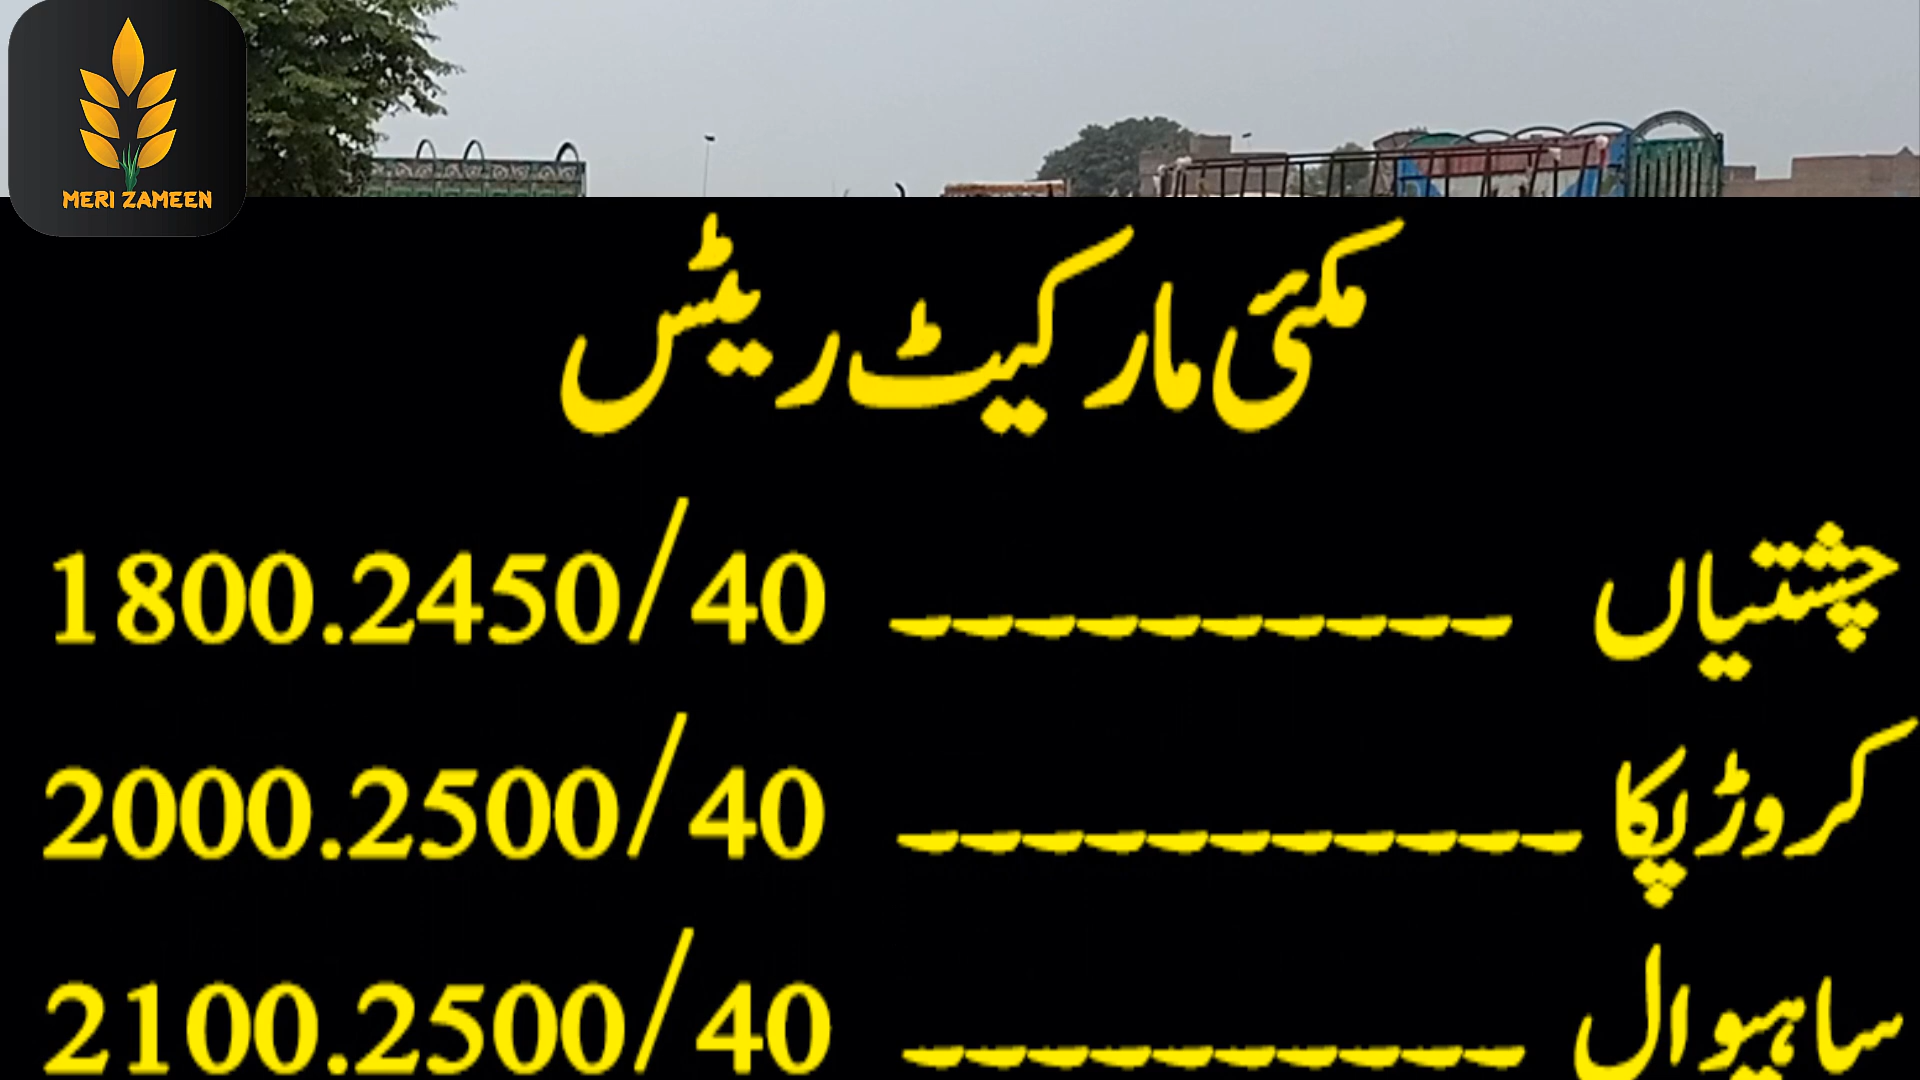 MERI ZAMEEN
مکئی مارکیٹ ریٹس
چشتیاں ---------- 1800.2450/40
کروڑپکا ----------- 2000.2500/40
ساہیوال ---------- 2100.2500/40